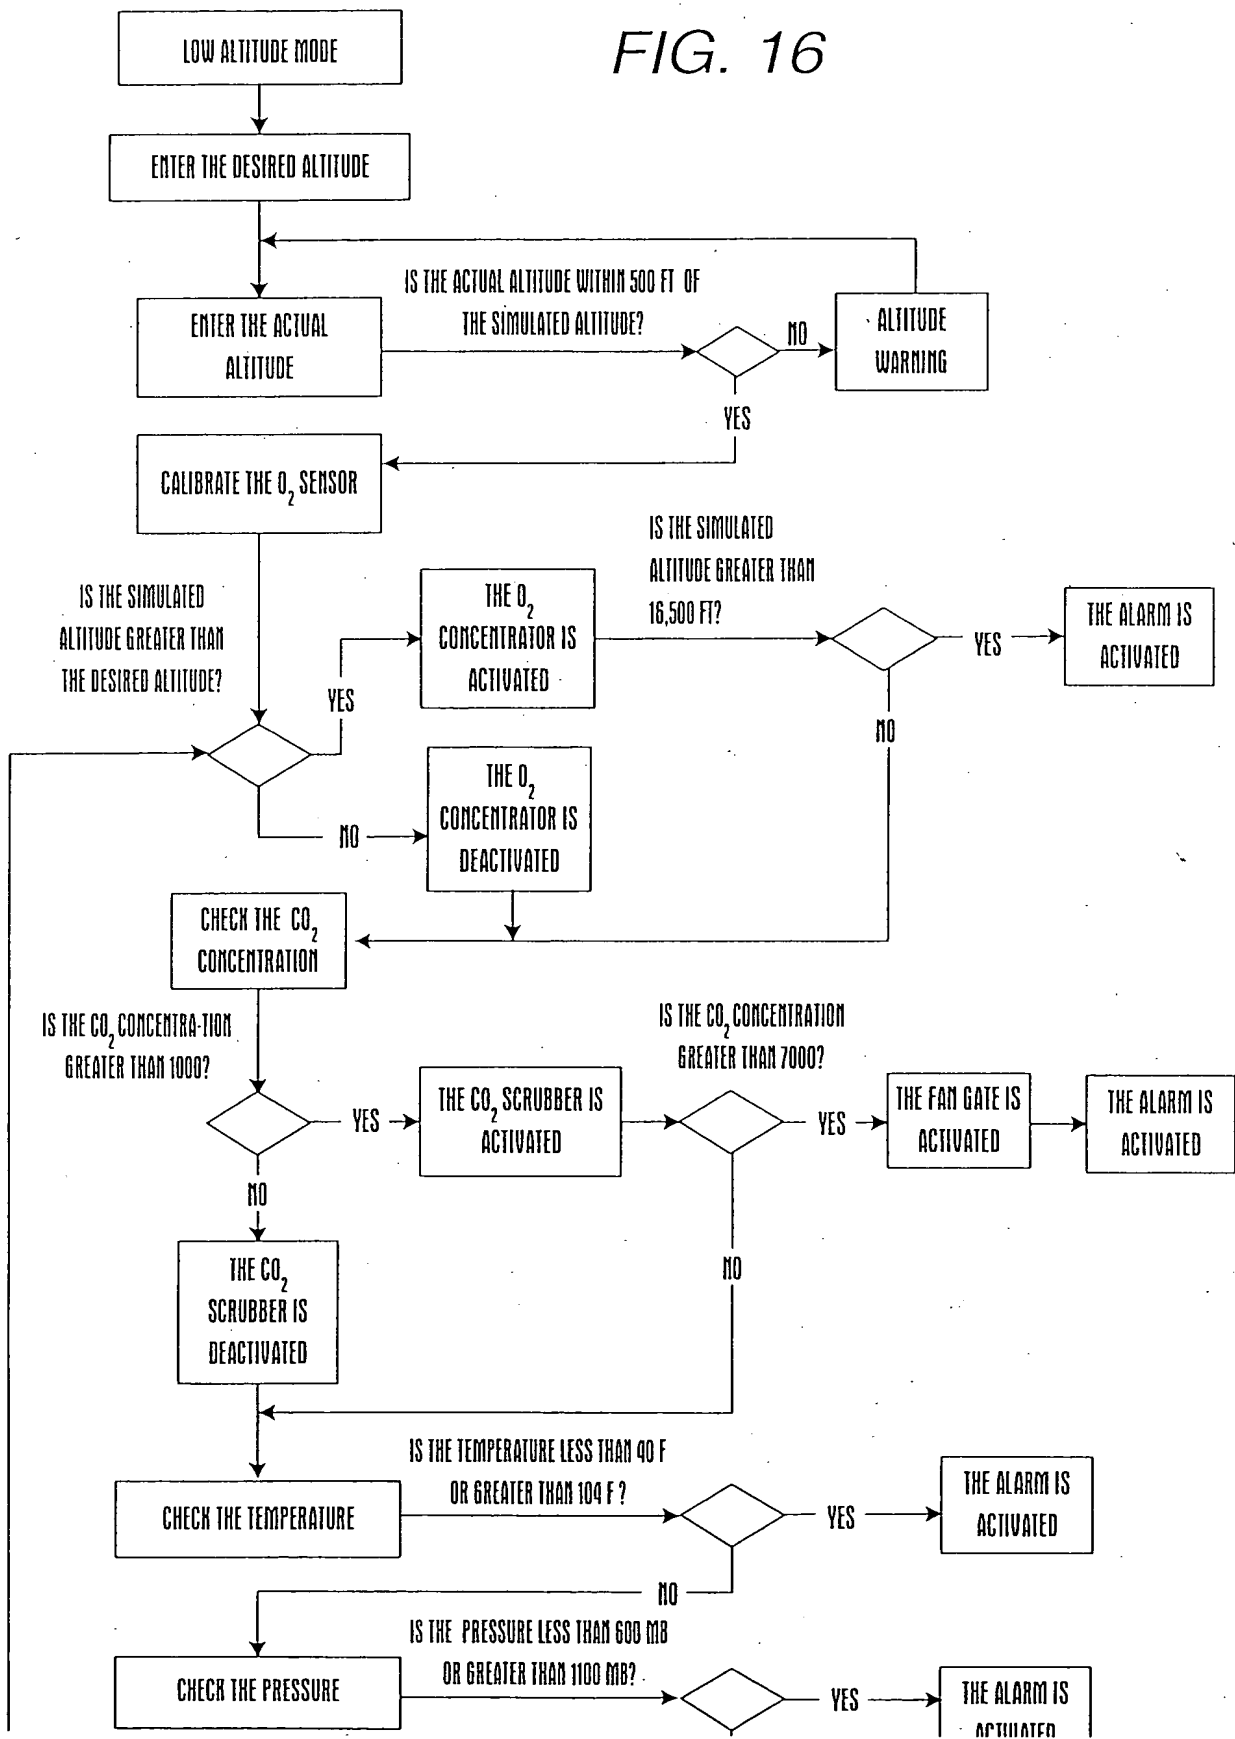 FIG. 16
LOW ALTITUDE MODE
ENTER THE DESIRED ALTITUDE
IS THE ACTUAL ALTITUDE WITHIN 500 FT OF
THE SIMULATED ALTITUDE?
ENTER THE ACTUAL
ALTITUDE
NO
ALTITUDE
WARNING
YES
CALIBRATE THE O₂ SENSOR
IS THE SIMULATED
ALTITUDE GREATER THAN
THE DESIRED ALTITUDE?
YES
THE O₂
CONCENTRATOR IS
ACTIVATED
IS THE SIMULATED
ALTITUDE GREATER THAN
16,500 FT?
YES
THE ALARM IS
ACTIVATED
NO
NO
THE O₂
CONCENTRATOR IS
DEACTIVATED
CHECK THE CO₂
CONCENTRATION
IS THE CO₂ CONCENTRA-TION
GREATER THAN 1000?
YES
THE CO₂ SCRUBBER IS
ACTIVATED
IS THE CO₂ CONCENTRATION
GREATER THAN 7000?
YES
THE FAN GATE IS
ACTIVATED
THE ALARM IS
ACTIVATED
NO
THE CO₂
SCRUBBER IS
DEACTIVATED
NO
CHECK THE TEMPERATURE
IS THE TEMPERATURE LESS THAN 40 F
OR GREATER THAN 104 F ?
YES
THE ALARM IS
ACTIVATED
NO
CHECK THE PRESSURE
IS THE PRESSURE LESS THAN 600 MB
OR GREATER THAN 1100 MB?
YES
THE ALARM IS
ACTIVATED